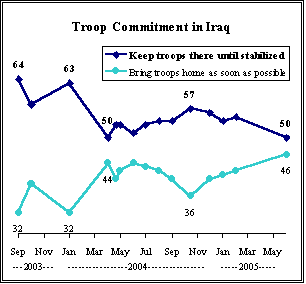 Troop Commitment in Iraq
Keep troops there until stabilized
Bring troops home as soon as possible
64
63
50
57
50
44
46
36
32
32
Sep Nov Jan Mar May Jul Sep Nov Jan Mar May
----2003-------- -----------2004-------------- -------2005-----